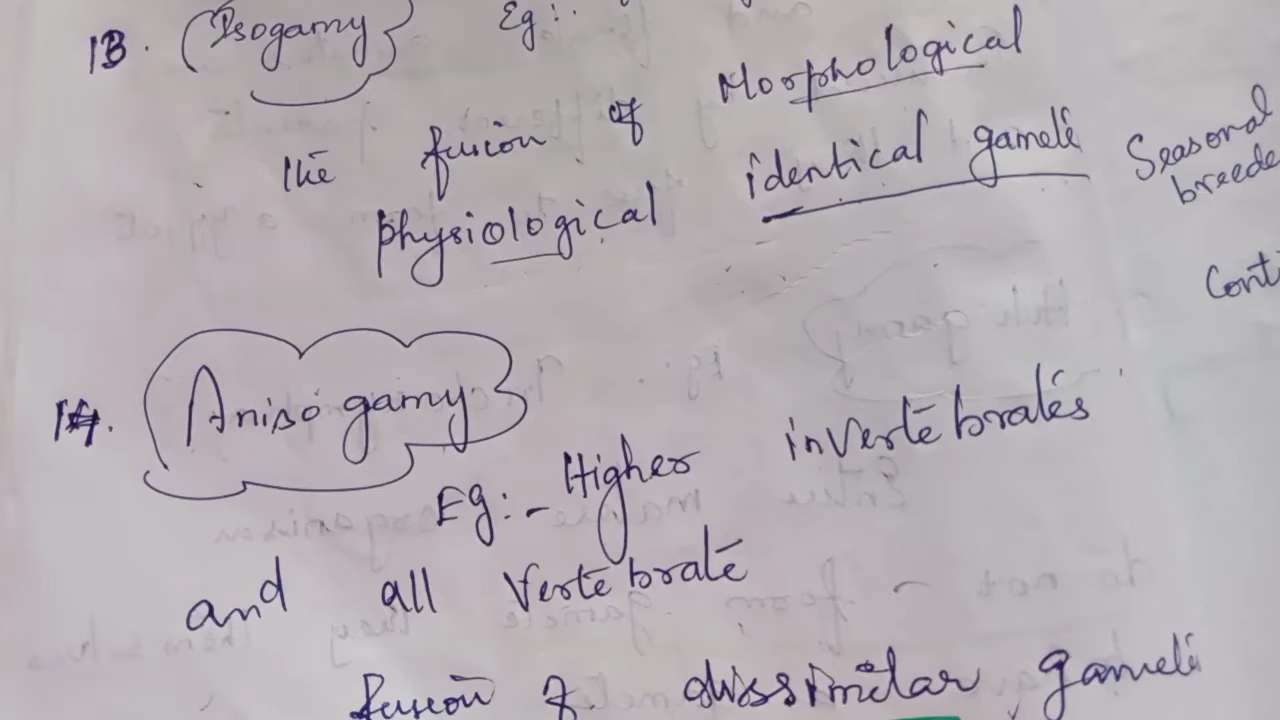 13. Isogamy Eg:.
The fusion of Morphological
physiological identical gamete
Seasonal
breede
Conti
14. Anisogamy
Eg:- Higher invertebrates
and all Vertebrate
fusion of dissimilar gamete